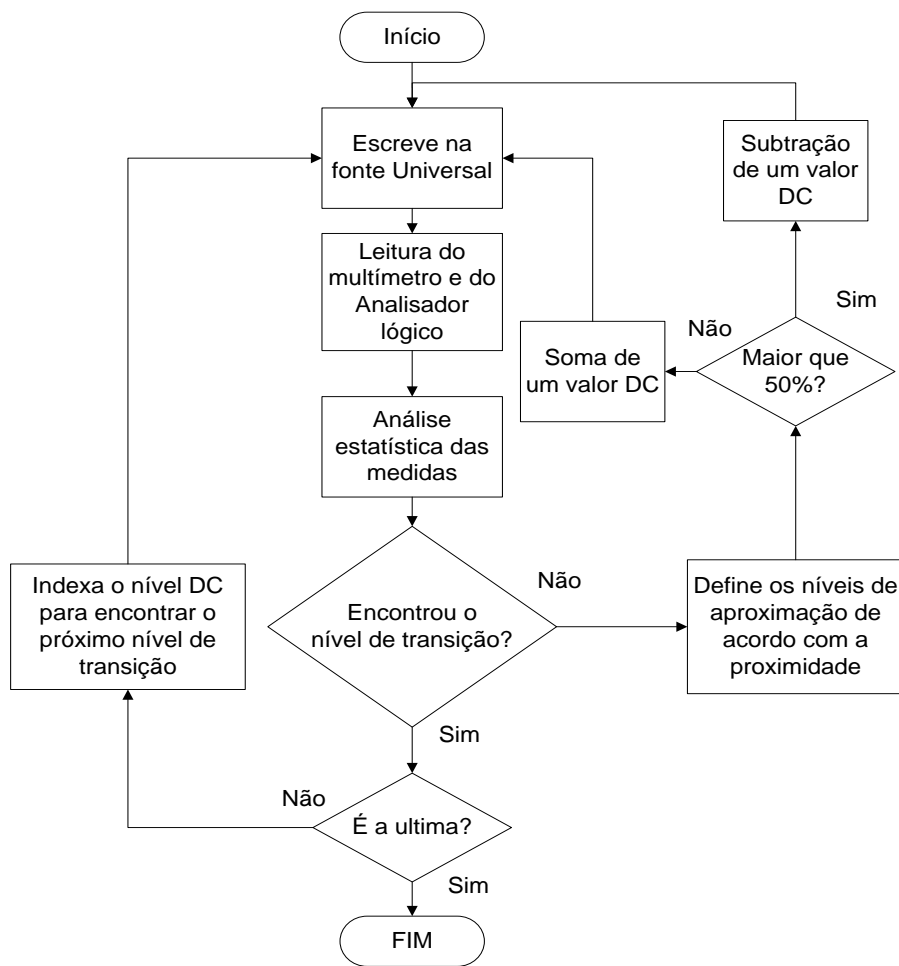 Início
Escreve na
fonte Universal
Subtração
de um valor
DC
Leitura do
multímetro e do
Analisador
lógico
Sim
Não
Soma de
um valor DC
Maior que
50%?
Análise
estatística das
medidas
Indexa o nível DC
para encontrar o
próximo nível de
transição
Encontrou o
nível de transição?
Não
Define os níveis de
aproximação de
acordo com a
proximidade
Sim
Não
É a ultima?
Sim
FIM